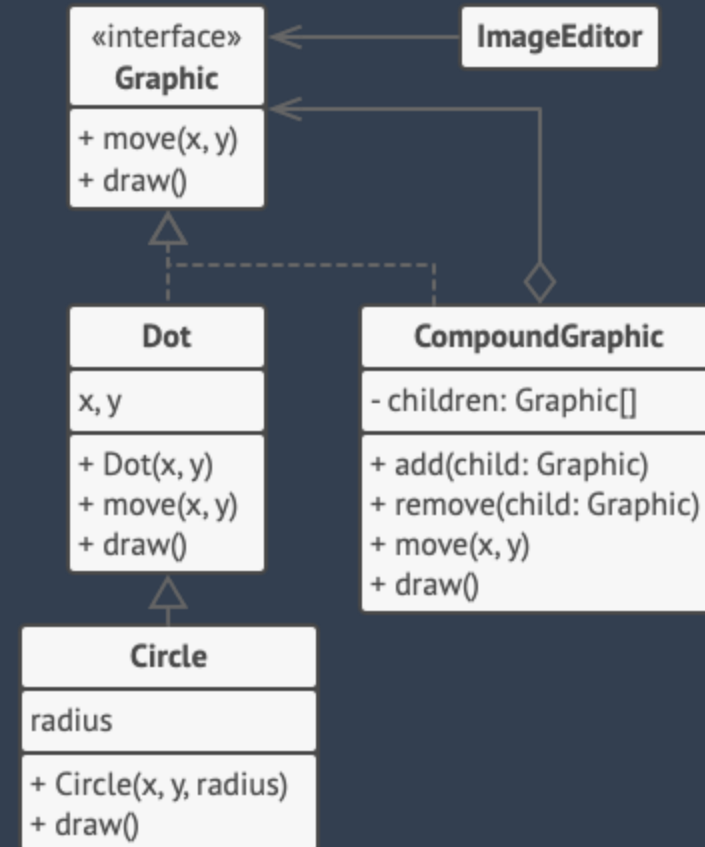 «interface»
Graphic
+ move(x, y)
+ draw()
ImageEditor
Dot
x, y
+ Dot(x, y)
+ move(x, y)
+ draw()
CompoundGraphic
- children: Graphic[]
+ add(child: Graphic)
+ remove(child: Graphic)
+ move(x, y)
+ draw()
Circle
radius
+ Circle(x, y, radius)
+ draw()